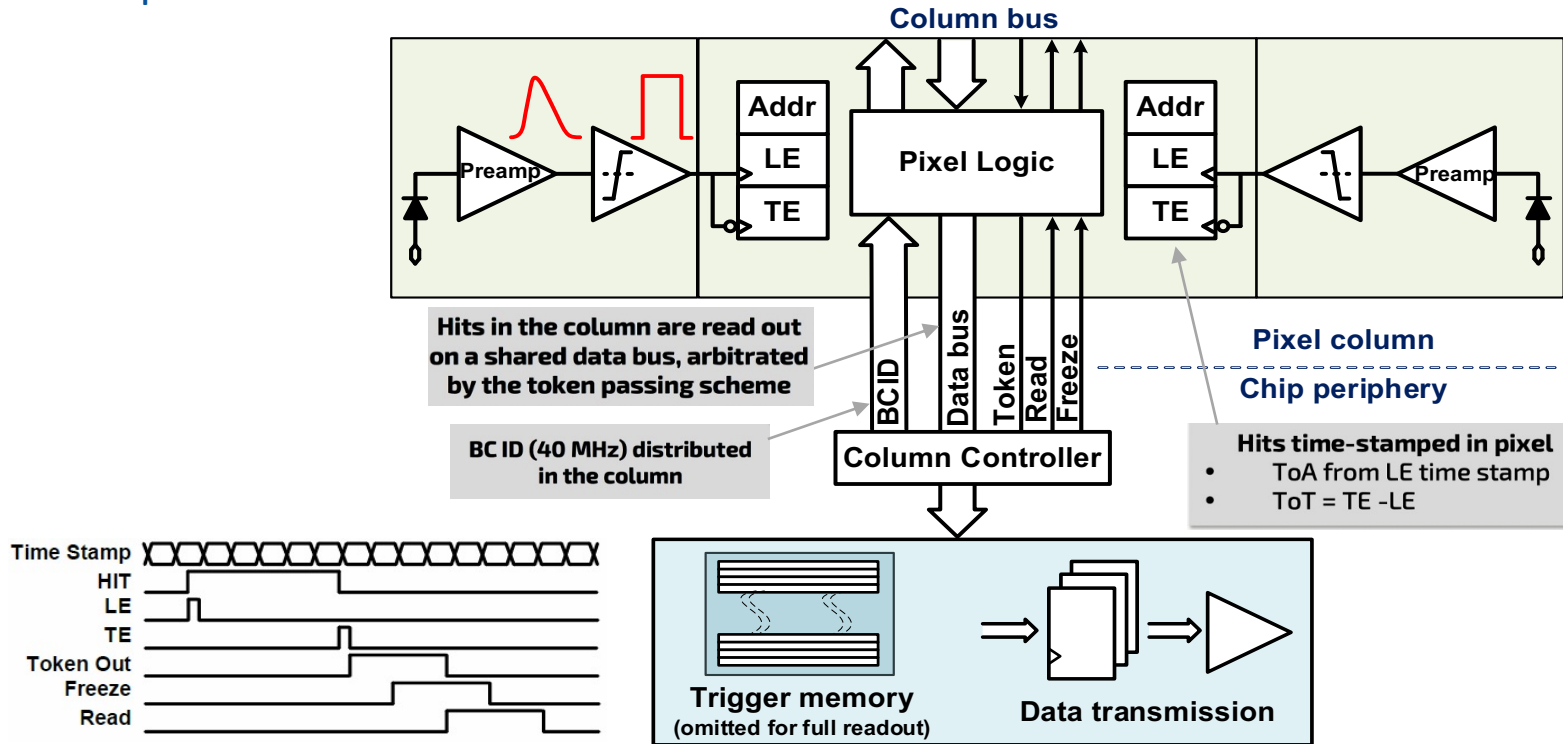 Column bus
Addr
LE
TE
Preamp
Pixel Logic
Addr
LE
TE
Preamp
Hits in the column are read out
on a shared data bus, arbitrated
by the token passing scheme
BC ID (40 MHz) distributed
in the column
BCID
Data bus
Token
Read
Freeze
Pixel column
Chip periphery
Column Controller
Hits time-stamped in pixel
• ToA from LE time stamp
• ToT = TE -LE
Time Stamp
HIT
LE
TE
Token Out
Freeze
Read
Trigger memory
(omitted for full readout)
Data transmission